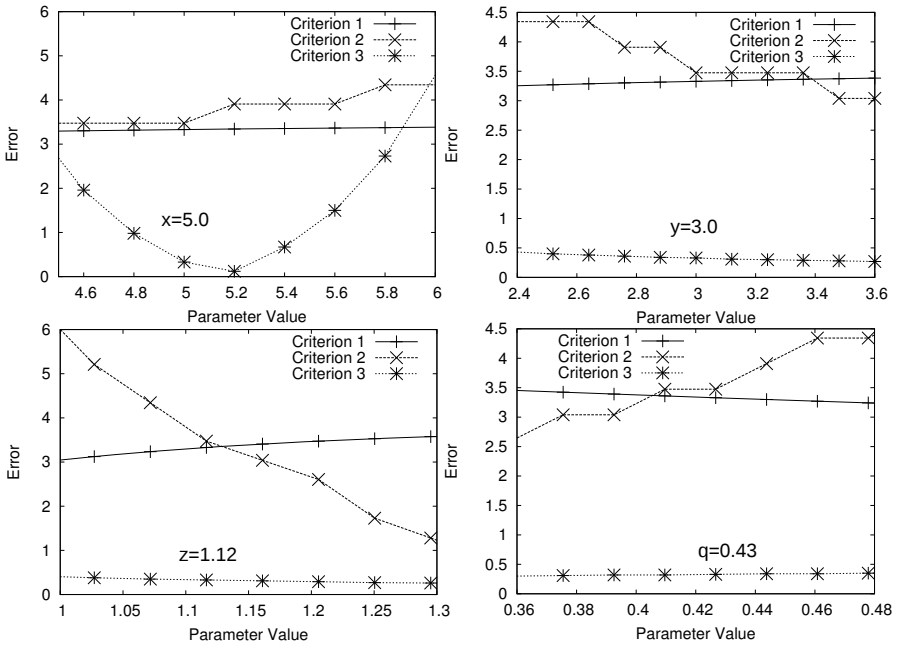 6
5
4
3
2
1
0
Error
4.6 4.8 5 5.2 5.4 5.6 5.8 6
Parameter Value
Criterion 1
Criterion 2
Criterion 3
x=5.0
4.5
4
3.5
3
2.5
2
1.5
1
0.5
0
Error
2.4 2.6 2.8 3 3.2 3.4 3.6
Parameter Value
Criterion 1
Criterion 2
Criterion 3
y=3.0
6
5
4
3
2
1
0
Error
1 1.05 1.1 1.15 1.2 1.25 1.3
Parameter Value
Criterion 1
Criterion 2
Criterion 3
z=1.12
4.5
4
3.5
3
2.5
2
1.5
1
0.5
0
Error
0.36 0.38 0.4 0.42 0.44 0.46 0.48
Parameter Value
Criterion 1
Criterion 2
Criterion 3
q=0.43